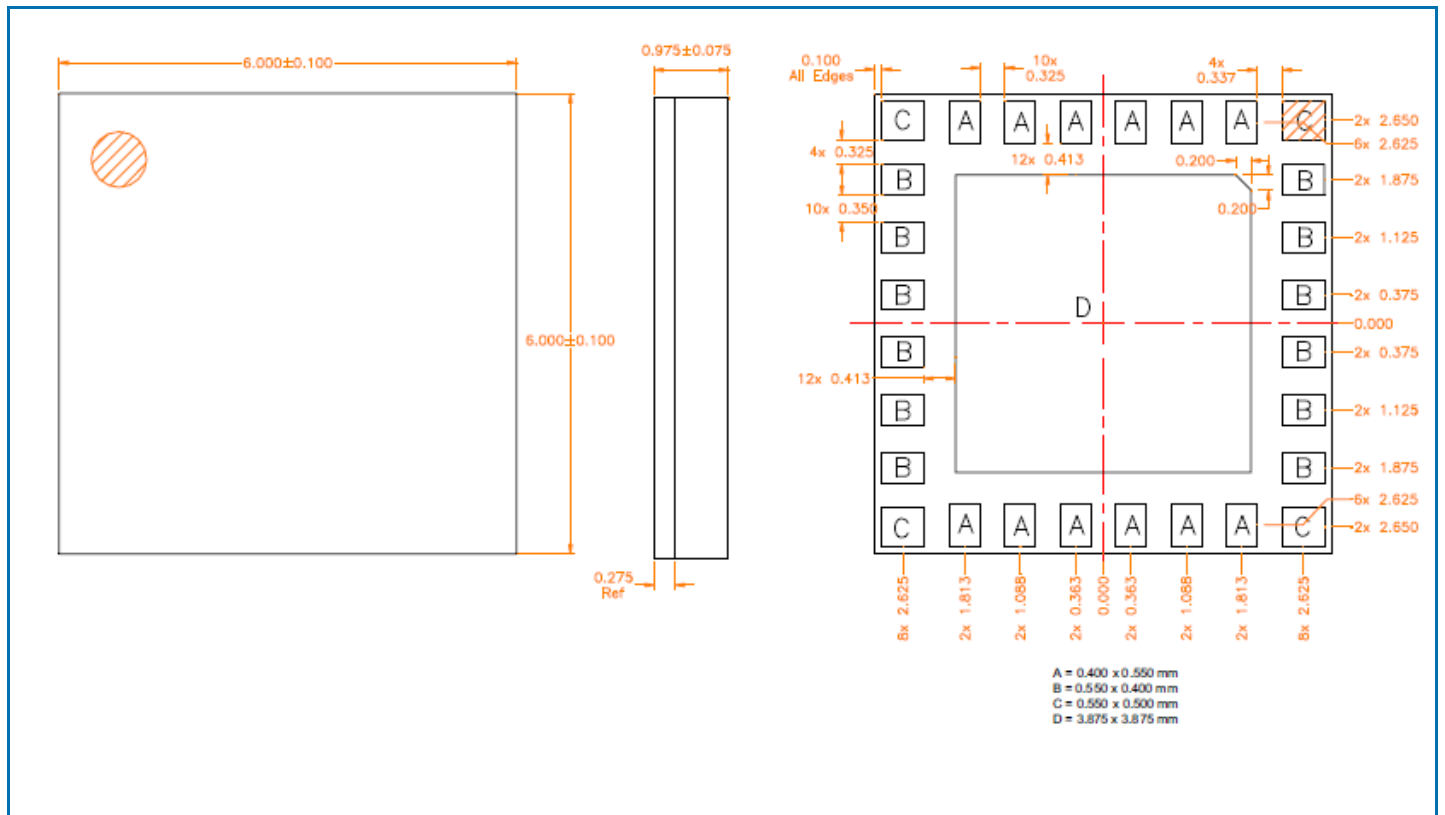 6.000±0.100
6.000±0.100
0.975±0.075
0.275
Ref
0.100
All Edges
10x
0.325
4x
0.337
C A A A A A A C
2x 2.650
6x 2.625
4x 0.325
12x 0.413
0.200
B B
2x 1.875
10x 0.350
0.200
B B
2x 1.125
B B
2x 0.375
D
0.000
B B
2x 0.375
12x 0.413
B B
2x 1.125
B B
2x 1.875
6x 2.625
C A A A A A A C
2x 2.650
8x 2.625
2x 1.813
2x 1.088
2x 0.363
0.000
2x 0.363
2x 1.088
2x 1.813
8x 2.625
A = 0.400 x 0.550 mm
B = 0.550 x 0.400 mm
C = 0.550 x 0.500 mm
D = 3.875 x 3.875 mm